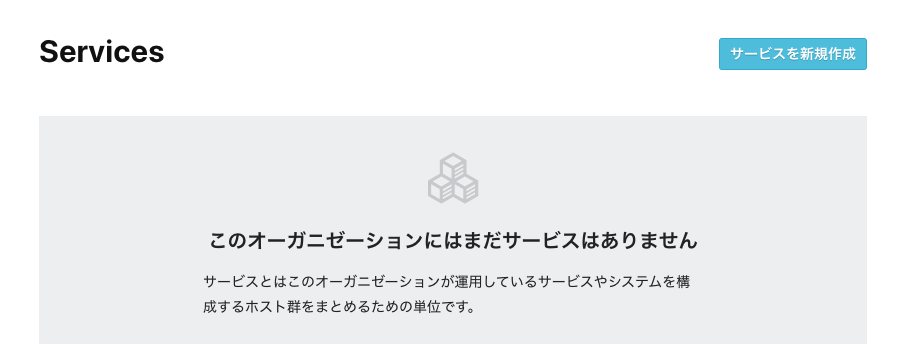 Services
サービスを新規作成
このオーガニゼーションにはまだサービスはありません
サービスとはこのオーガニゼーションが運用しているサービスやシステムを構
成するホスト群をまとめるための単位です。